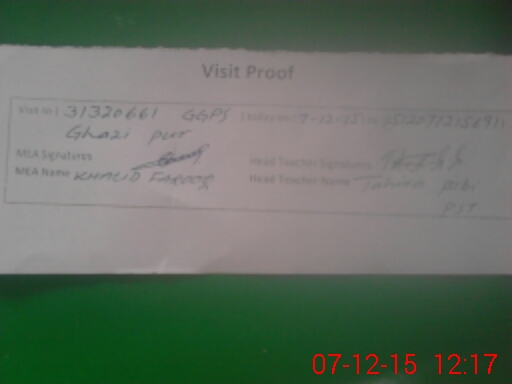 Visit Proof
Visit to: 31320661 GGPS
Ghazi pur
MEA Signatures Head Teacher Signatures
MEA Name KHALID FAROOQ Head Teacher Name Tahira bibi
PST
07-12-15 12:17